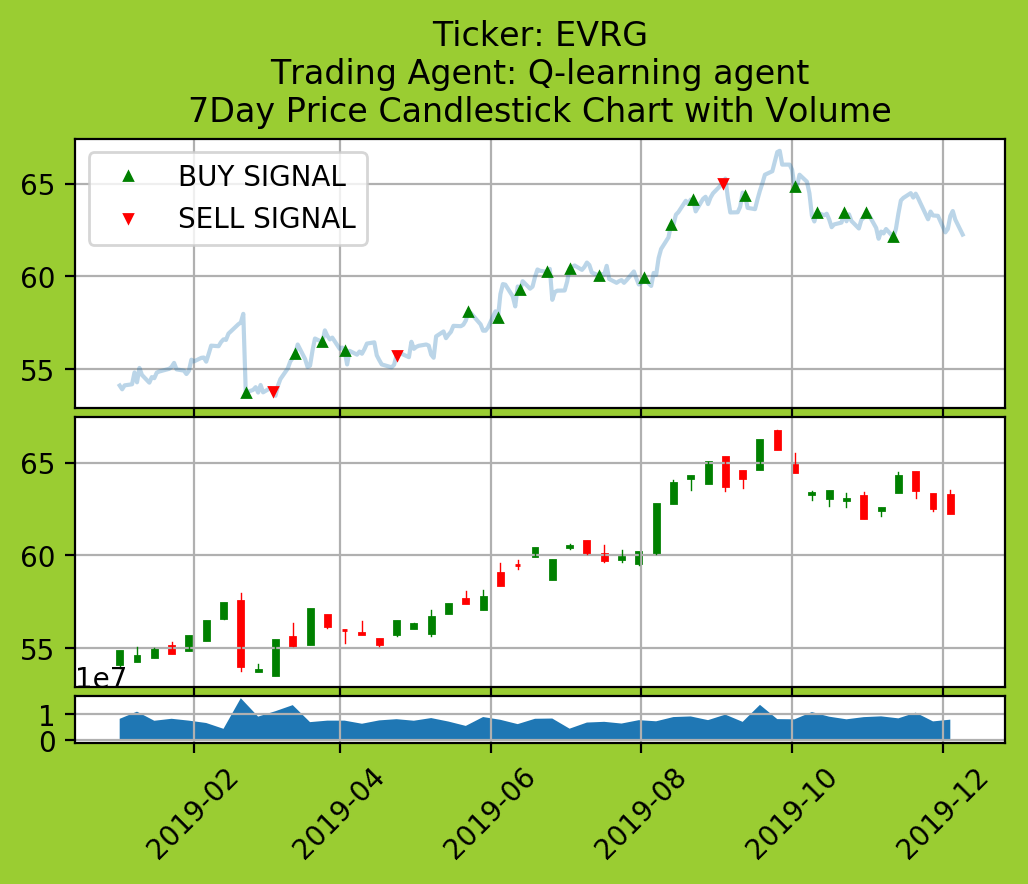 Ticker: EVRG
Trading Agent: Q-learning agent
7Day Price Candlestick Chart with Volume
BUY SIGNAL
SELL SIGNAL
65
60
55
65
60
55
1e7
1
0
2019-02
2019-04
2019-06
2019-08
2019-10
2019-12